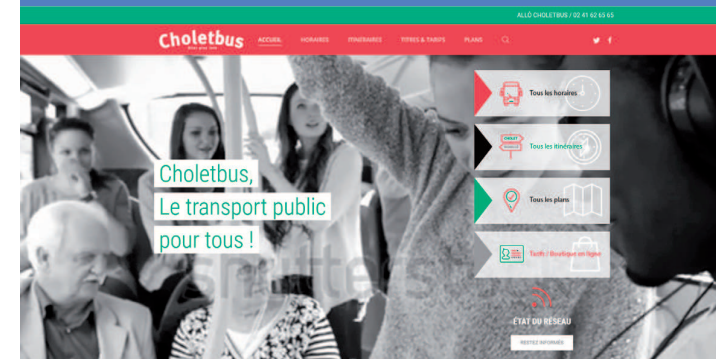 ALLÔ CHOLETBUS / 02 41 62 65 65
Choletbus
ACCUEIL HORAIRES ITINÉRAIRES TITRES & TARIFS PLANS
Tous les horaires
CHOLET
Tous les itinéraires
Choletbus,
Le transport public
pour tous !
Tous les plans
Tarifs / Boutique en ligne
ÉTAT DU RÉSEAU
RESTEZ INFORMÉS